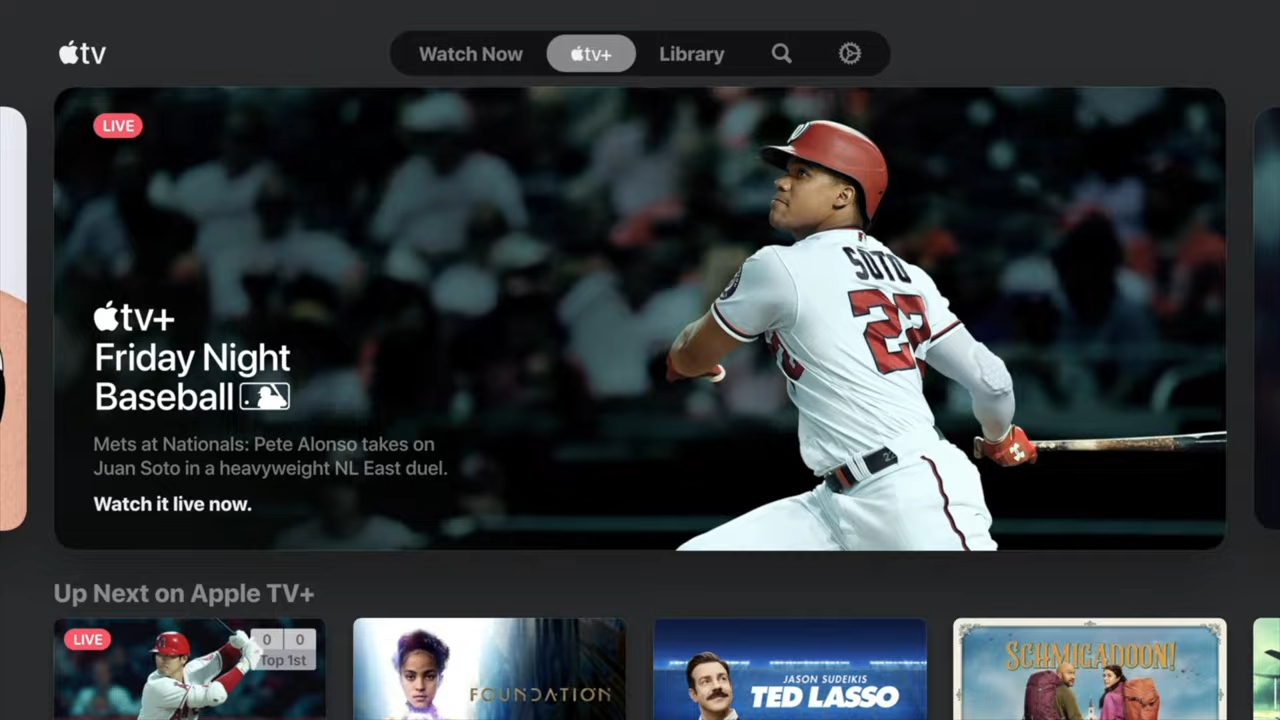 tv
Watch Now
tv+
Library
LIVE
SOTO
22
tv+
Friday Night
Baseball
Mets at Nationals: Pete Alonso takes on
Juan Soto in a heavyweight NL East duel.
Watch it live now.
Up Next on Apple TV+
LIVE
0 0
Top 1st
FOUNDATION
JASON SUDEIKIS
TED LASSO
SCHMIGADOON!